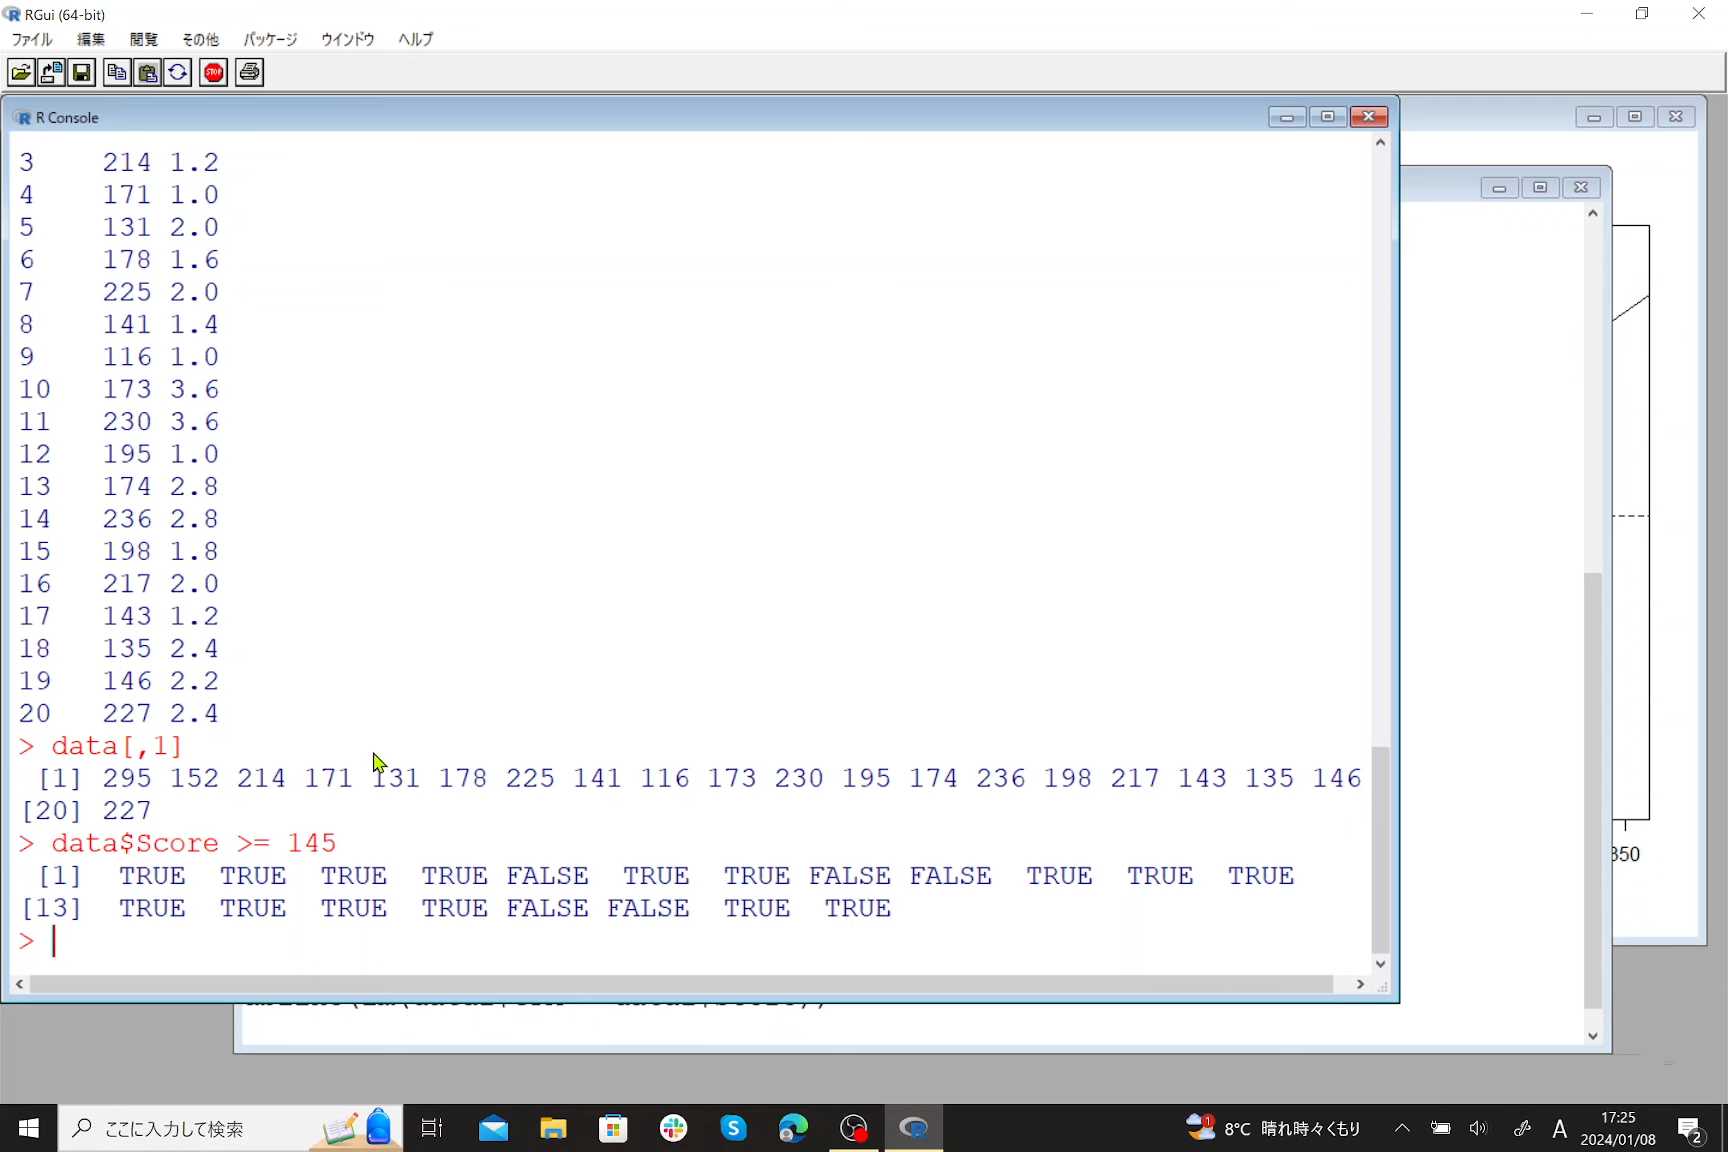 RGui (64-bit)
ファイル 編集 閲覧 その他 パッケージ ウインドウ ヘルプ
STOP
R Console
3 214 1.2
4 171 1.0
5 131 2.0
6 178 1.6
7 225 2.0
8 141 1.4
9 116 1.0
10 173 3.6
11 230 3.6
12 195 1.0
13 174 2.8
14 236 2.8
15 198 1.8
16 217 2.0
17 143 1.2
18 135 2.4
19 146 2.2
20 227 2.4
> data[,1]
[1] 295 152 214 171 131 178 225 141 116 173 230 195 174 236 198 217 143 135 146
[20] 227
> data$Score >= 145
[1] TRUE TRUE TRUE TRUE FALSE TRUE TRUE FALSE FALSE TRUE TRUE TRUE
[13] TRUE TRUE TRUE TRUE FALSE FALSE TRUE TRUE
>
350
ここに入力して検索
1
8°C 晴れ時々くもり
A
17:25
2024/01/08
2